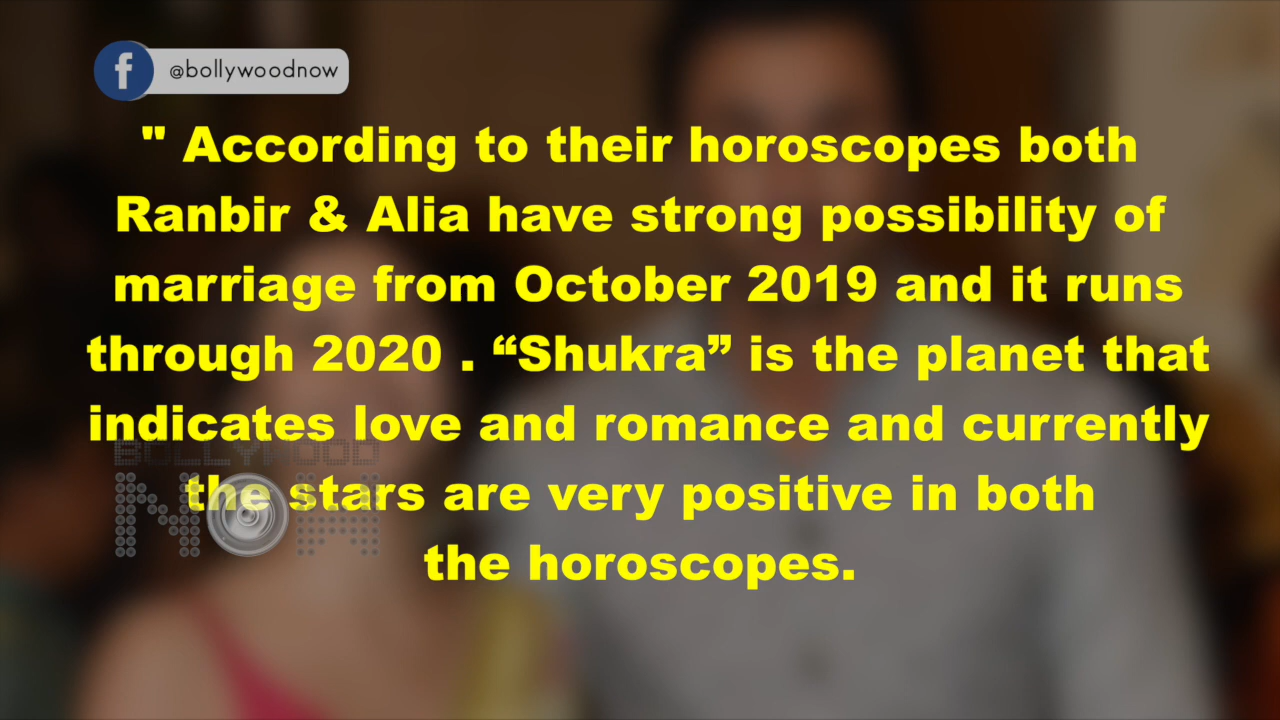 f @bollywoodnow
" According to their horoscopes both
Ranbir & Alia have strong possibility of
marriage from October 2019 and it runs
through 2020 . “Shukra” is the planet that
indicates love and romance and currently
the stars are very positive in both
the horoscopes.
BOLLYWOOD
NOW